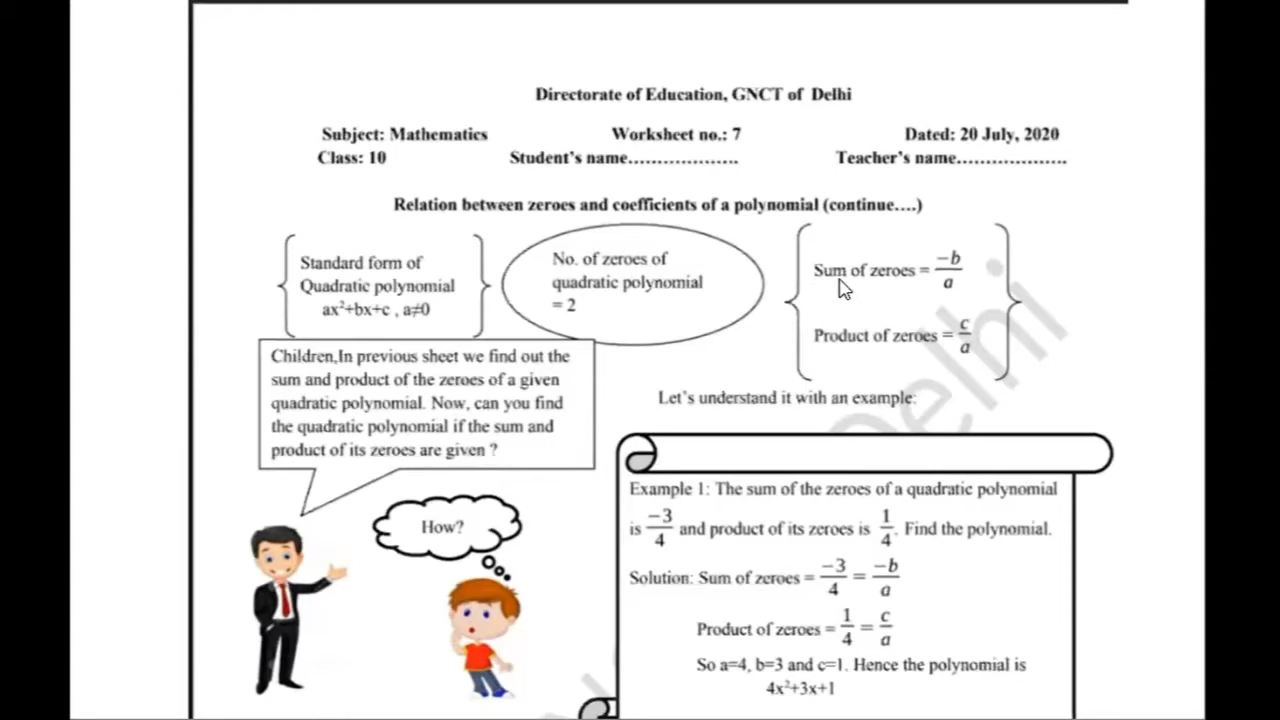 Directorate of Education, GNCT of Delhi
Subject: Mathematics Worksheet no.: 7 Dated: 20 July, 2020
Class: 10 Student's name................... Teacher's name...................
Relation between zeroes and coefficients of a polynomial (continue....)
Standard form of
Quadratic polynomial
ax²+bx+c , a≠0
No. of zeroes of
quadratic polynomial
= 2
Sum of zeroes = −b/a
Product of zeroes = c/a
Children,In previous sheet we find out the
sum and product of the zeroes of a given
quadratic polynomial. Now, can you find
the quadratic polynomial if the sum and
product of its zeroes are given ?
How?
Let's understand it with an example:
Example 1: The sum of the zeroes of a quadratic polynomial
is −3/4 and product of its zeroes is 1/4. Find the polynomial.
Solution: Sum of zeroes = −3/4 = −b/a
Product of zeroes = 1/4 = c/a
So a=4, b=3 and c=1. Hence the polynomial is
4x²+3x+1
Delhi